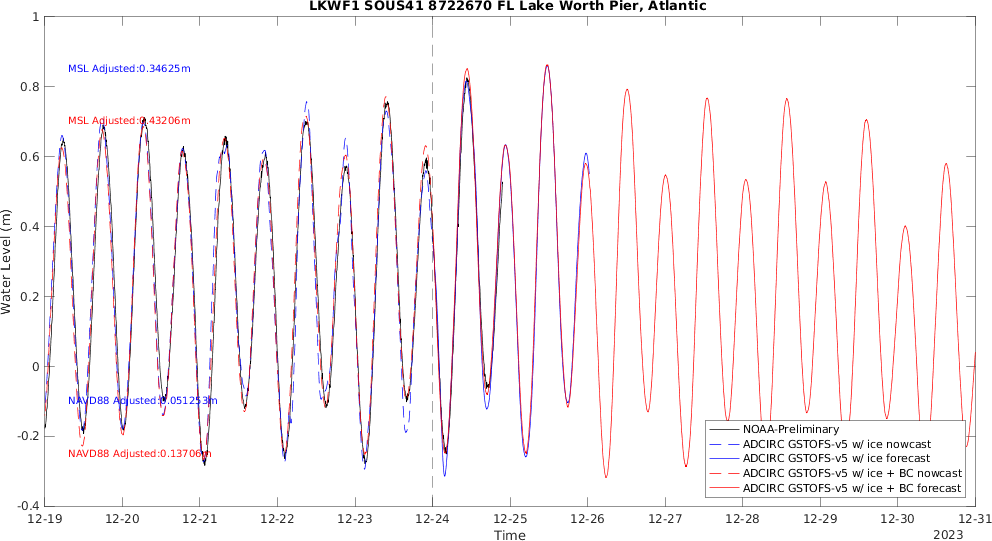 LKWF1 SOUS41 8722670 FL Lake Worth Pier, Atlantic
1
0.8
0.6
0.4
0.2
0
-0.2
-0.4
Water Level (m)
MSL Adjusted:0.34625m
MSL Adjusted:0.43206m
NAVD88 Adjusted:0.051253m
NAVD88 Adjusted:0.13706m
NOAA-Preliminary
ADCIRC GSTOFS-v5 w/ ice nowcast
ADCIRC GSTOFS-v5 w/ ice forecast
ADCIRC GSTOFS-v5 w/ ice + BC nowcast
ADCIRC GSTOFS-v5 w/ ice + BC forecast
12-19 12-20 12-21 12-22 12-23 12-24 12-25 12-26 12-27 12-28 12-29 12-30 12-31
Time
2023